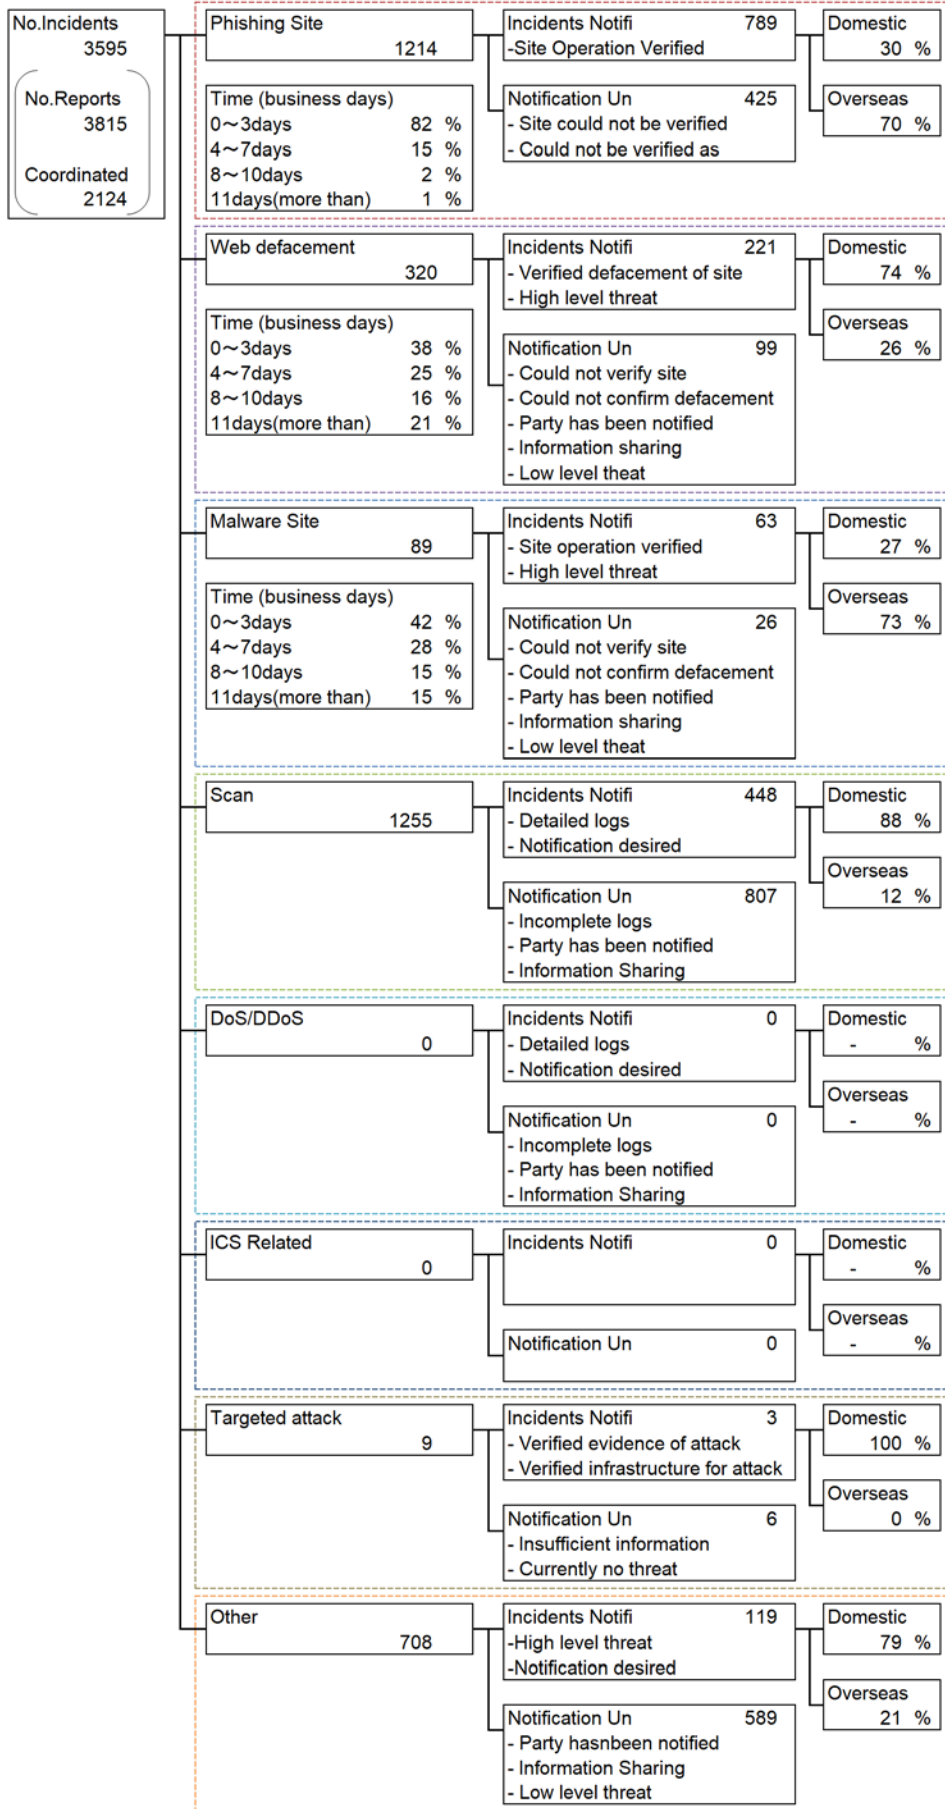 No.Incidents
3595
No.Reports
3815
Coordinated
2124
Phishing Site
1214
Time (business days)
0～3days 82 %
4～7days 15 %
8～10days 2 %
11days(more than) 1 %
Incidents Notifi 789
-Site Operation Verified
Notification Un 425
- Site could not be verified
- Could not be verified as
Domestic
30 %
Overseas
70 %
Web defacement
320
Time (business days)
0～3days 38 %
4～7days 25 %
8～10days 16 %
11days(more than) 21 %
Incidents Notifi 221
- Verified defacement of site
- High level threat
Notification Un 99
- Could not verify site
- Could not confirm defacement
- Party has been notified
- Information sharing
- Low level theat
Domestic
74 %
Overseas
26 %
Malware Site
89
Time (business days)
0～3days 42 %
4～7days 28 %
8～10days 15 %
11days(more than) 15 %
Incidents Notifi 63
- Site operation verified
- High level threat
Notification Un 26
- Could not verify site
- Could not confirm defacement
- Party has been notified
- Information sharing
- Low level theat
Domestic
27 %
Overseas
73 %
Scan
1255
Incidents Notifi 448
- Detailed logs
- Notification desired
Notification Un 807
- Incomplete logs
- Party has been notified
- Information Sharing
Domestic
88 %
Overseas
12 %
DoS/DDoS
0
Incidents Notifi 0
- Detailed logs
- Notification desired
Notification Un 0
- Incomplete logs
- Party has been notified
- Information Sharing
Domestic
- %
Overseas
- %
ICS Related
0
Incidents Notifi 0
Notification Un 0
Domestic
- %
Overseas
- %
Targeted attack
9
Incidents Notifi 3
- Verified evidence of attack
- Verified infrastructure for attack
Notification Un 6
- Insufficient information
- Currently no threat
Domestic
100 %
Overseas
0 %
Other
708
Incidents Notifi 119
-High level threat
-Notification desired
Notification Un 589
- Party hasnbeen notified
- Information Sharing
- Low level threat
Domestic
79 %
Overseas
21 %